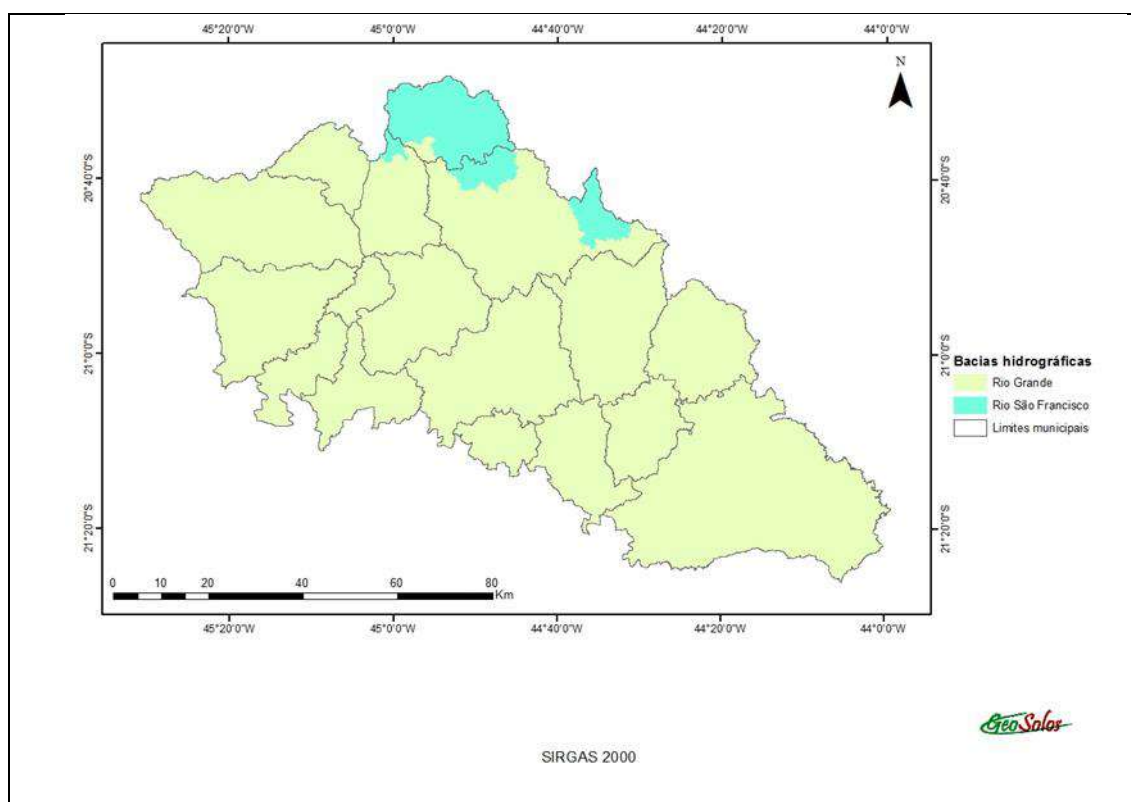 45°20'0"W 45°0'0"W 44°40'0"W 44°20'0"W 44°0'0"W
N
20°40'0"S 20°40'0"S
21°0'0"S 21°0'0"S
Bacias hidrográficas
Rio Grande
Rio São Francisco
Limites municipais
21°20'0"S 21°20'0"S
0 10 20 40 60 80
Km
45°20'0"W 45°0'0"W 44°40'0"W 44°20'0"W 44°0'0"W
GeoSolos
SIRGAS 2000